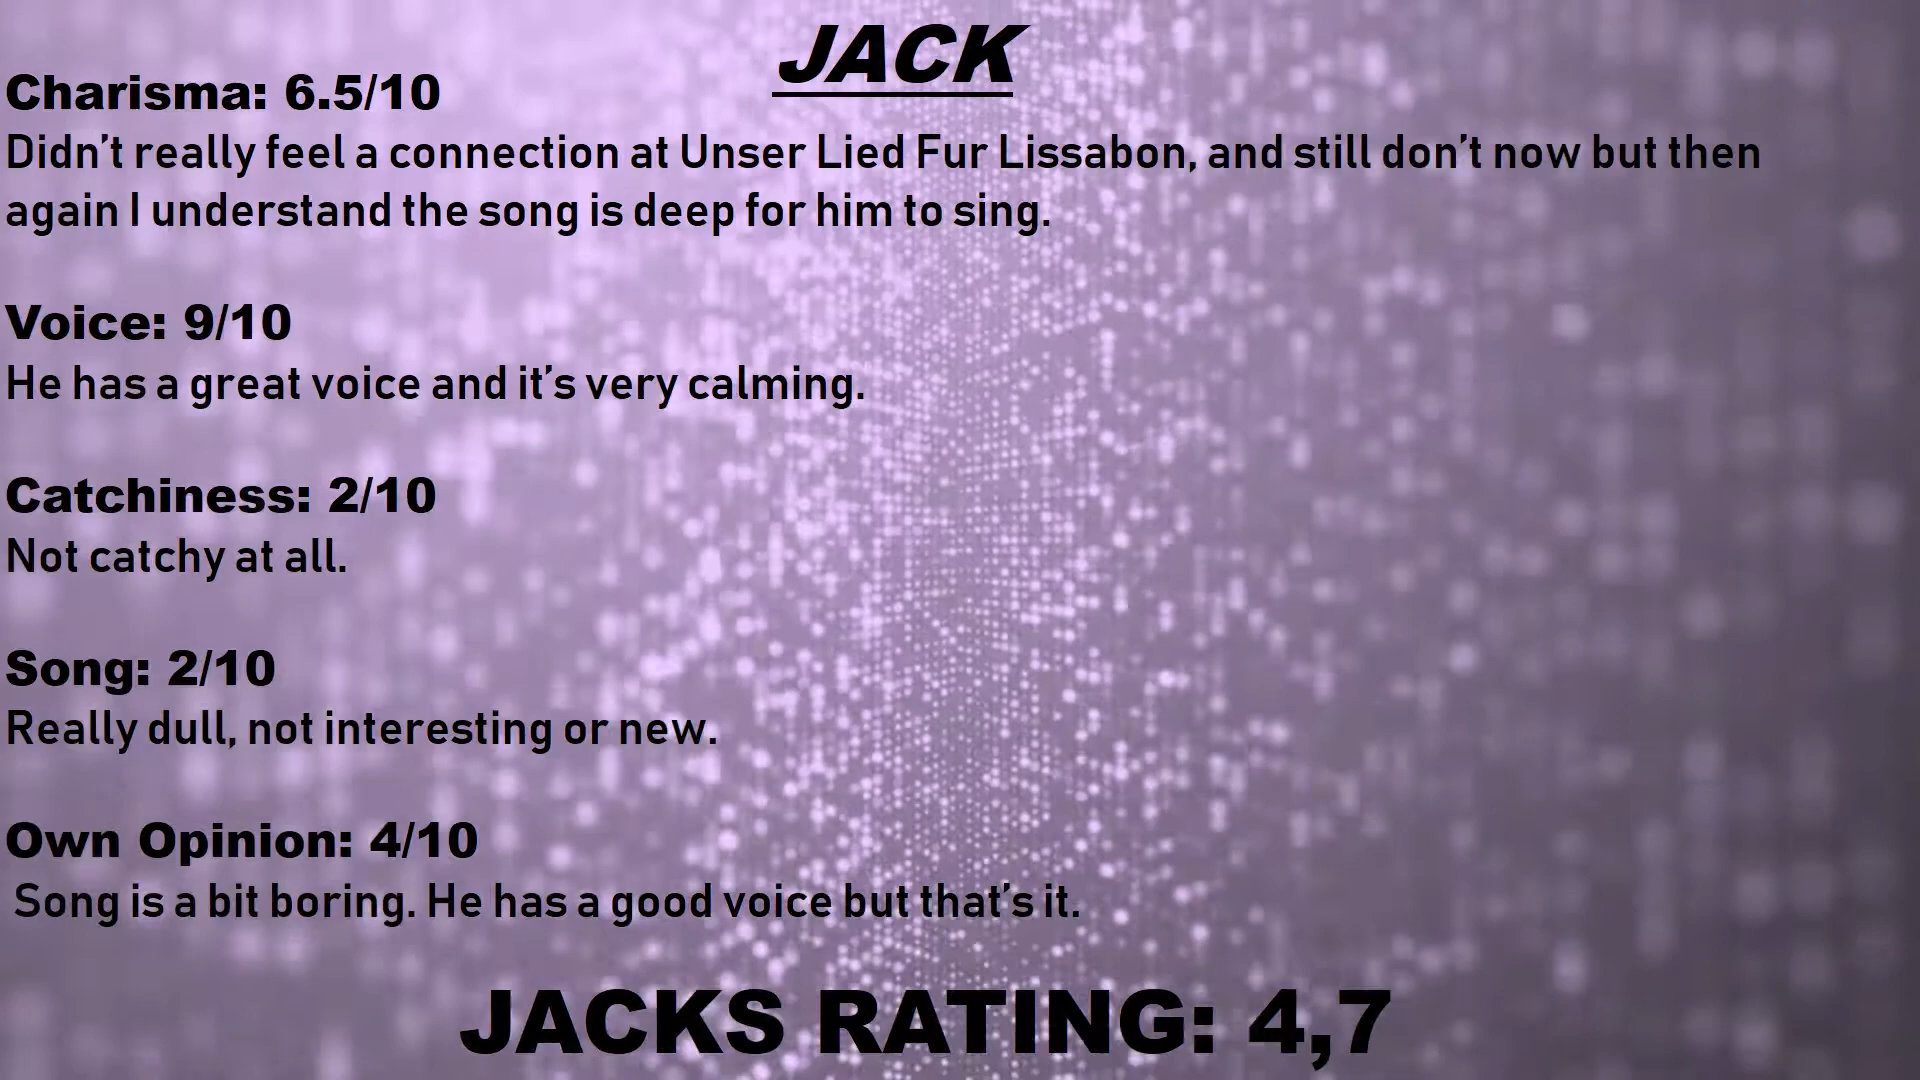 JACK
Charisma: 6.5/10
Didn’t really feel a connection at Unser Lied Fur Lissabon, and still don’t now but then
again I understand the song is deep for him to sing.
Voice: 9/10
He has a great voice and it’s very calming.
Catchiness: 2/10
Not catchy at all.
Song: 2/10
Really dull, not interesting or new.
Own Opinion: 4/10
Song is a bit boring. He has a good voice but that’s it.
JACKS RATING: 4,7